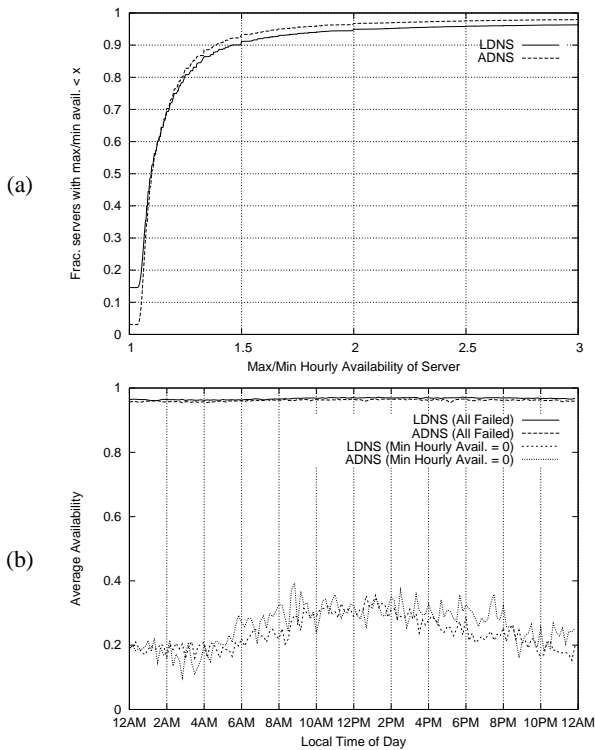 (a)
Frac. servers with max/min avail. < x
1
0.9
0.8
0.7
0.6
0.5
0.4
0.3
0.2
0.1
0
LDNS
ADNS
1 1.5 2 2.5 3
Max/Min Hourly Availability of Server
(b)
Average Availability
1
0.8
0.6
0.4
0.2
0
LDNS (All Failed)
ADNS (All Failed)
LDNS (Min Hourly Avail. = 0)
ADNS (Min Hourly Avail. = 0)
12AM 2AM 4AM 6AM 8AM 10AM 12PM 2PM 4PM 6PM 8PM 10PM 12AM
Local Time of Day